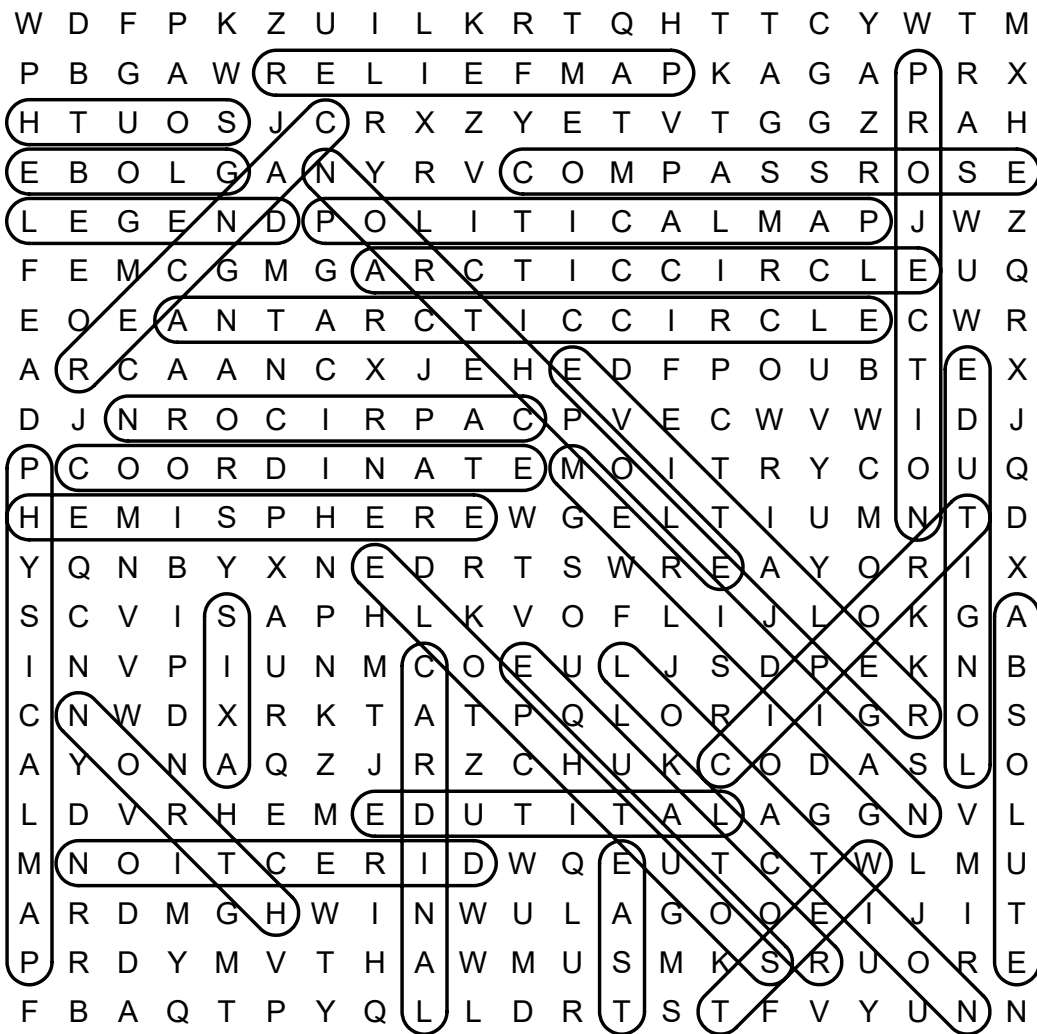 W D F P K Z U I L K R T Q H T T C Y W T M
P B G A W R E L I E F M A P K A G A P R X
H T U O S J C R X Z Y E T V T G G Z R A H
E B O L G A N Y R V C O M P A S S R O S E
L E G E N D P O L I T I C A L M A P J W Z
F E M C G M G A R C T I C C I R C L E U Q
E O E A N T A R C T I C C I R C L E C W R
A R C A A N C X J E H E D F P O U B T E X
D J N R O C I R P A C P V E C W V W I D J
P C O O R D I N A T E M O I T R Y C O U Q
H E M I S P H E R E W G E L T I U M N T D
Y Q N B Y X N E D R T S W R E A Y O R I X
S C V I S A P H L K V O F L I J L O K G A
I N V P I U N M C O E U L J S D P E K N B
C N W D X R K T A T P Q L O R I I G R O S
A Y O N A Q Z J R Z C H U K C O D A S L O
L D V R H E M E D U T I T A L A G G N V L
M N O I T C E R I D W Q E U T C T W L M U
A R D M G H W I N W U L A G O O E I J I T
P R D Y M V T H A W M U S M K S R U O R E
F B A Q T P Y Q L L D R T S T F V Y U N N